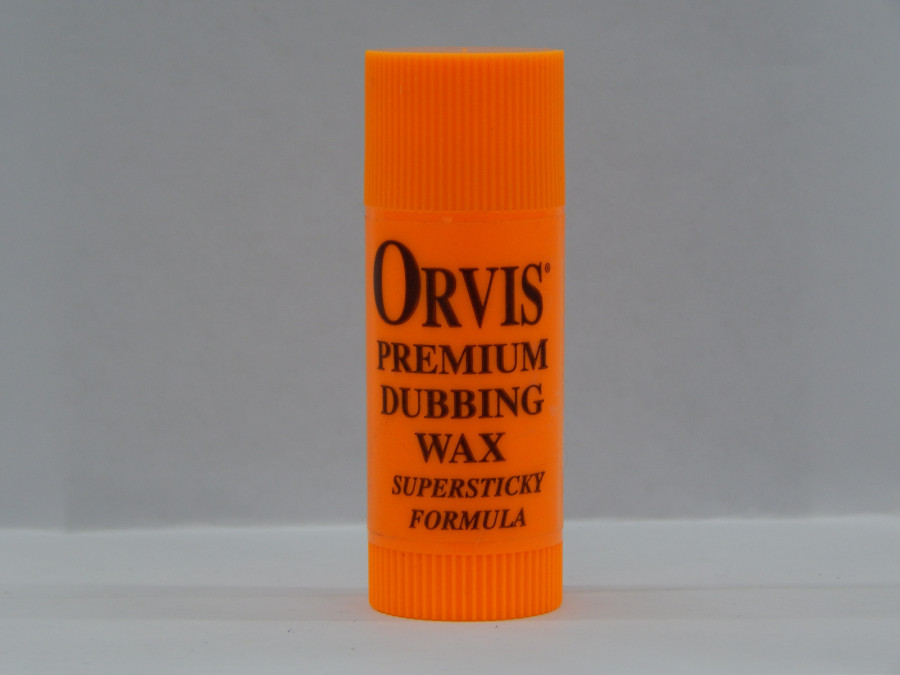 ORVIS®
PREMIUM
DUBBING
WAX
SUPERSTICKY
FORMULA